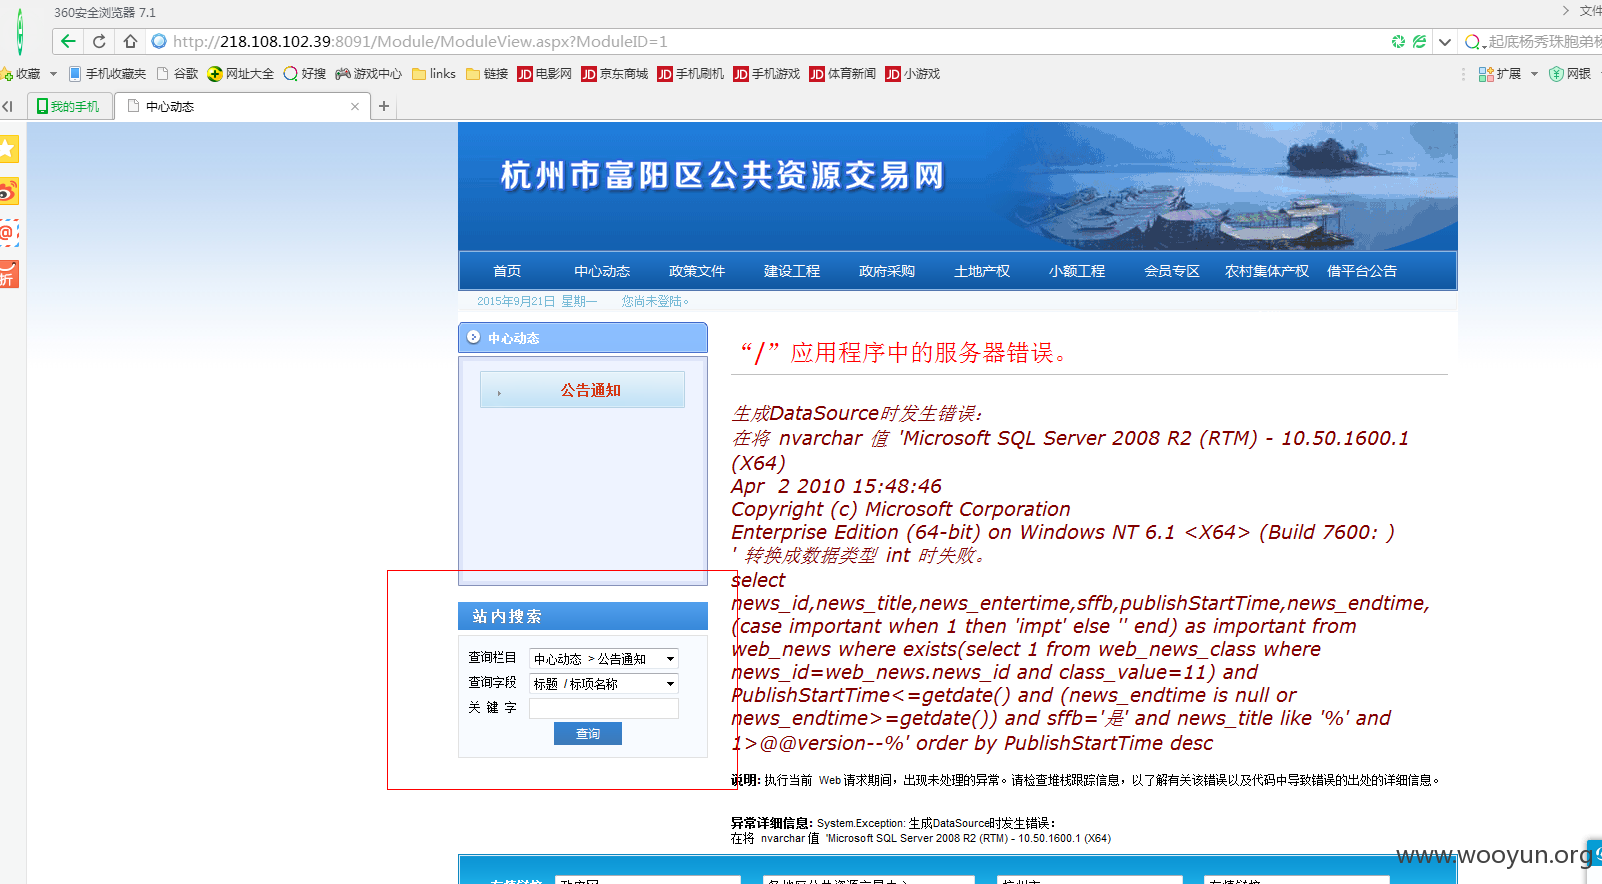 360安全浏览器 7.1
文件
http://218.108.102.39:8091/Module/ModuleView.aspx?ModuleID=1
起底杨秀珠胞弟杨
收藏 手机收藏夹 谷歌 网址大全 好搜 游戏中心 links 链接 JD 电影网 JD 京东商城 JD 手机刷机 JD 手机游戏 JD 体育新闻 JD 小游戏 扩展 网银
我的手机 中心动态
杭州市富阳区公共资源交易网
首页 中心动态 政策文件 建设工程 政府采购 土地产权 小额工程 会员专区 农村集体产权 借平台公告
2015年9月21日 星期一 您尚未登陆。
中心动态
公告通知
站内搜索
查询栏目 中心动态 > 公告通知
查询字段 标题 / 标项名称
关 键 字
查询
“/”应用程序中的服务器错误。
生成DataSource时发生错误：
在将 nvarchar 值 'Microsoft SQL Server 2008 R2 (RTM) - 10.50.1600.1
(X64)
Apr 2 2010 15:48:46
Copyright (c) Microsoft Corporation
Enterprise Edition (64-bit) on Windows NT 6.1 <X64> (Build 7600: )
' 转换成数据类型 int 时失败。
select
news_id,news_title,news_entertime,sffb,publishStartTime,news_endtime,
(case important when 1 then 'impt' else '' end) as important from
web_news where exists(select 1 from web_news_class where
news_id=web_news.news_id and class_value=11) and
PublishStartTime<=getdate() and (news_endtime is null or
news_endtime>=getdate()) and sffb='是' and news_title like '%' and
1>@@version--%' order by PublishStartTime desc
说明: 执行当前 Web 请求期间，出现未处理的异常。请检查堆栈跟踪信息，以了解有关该错误以及代码中导致错误的出处的详细信息。
异常详细信息: System.Exception: 生成DataSource时发生错误：
在将 nvarchar 值 'Microsoft SQL Server 2008 R2 (RTM) - 10.50.1600.1 (X64)
www.wooyun.org